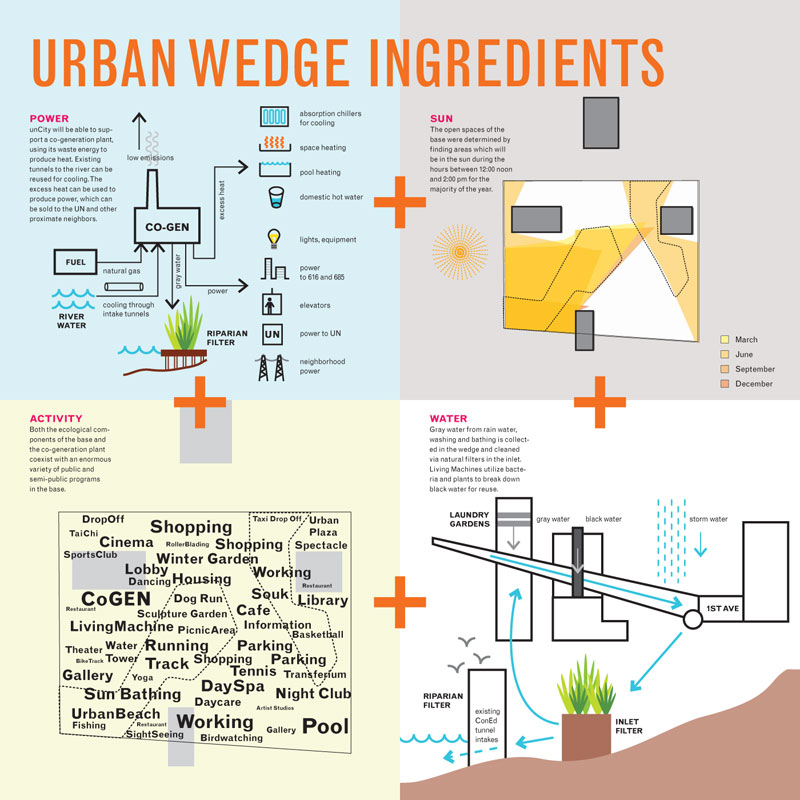 URBAN WEDGE INGREDIENTS
POWER
unCity will be able to sup-
port a co-generation plant,
using its waste energy to
produce heat. Existing
tunnels to the river can be
reused for cooling. The
excess heat can be used to
produce power, which can
be sold to the UN and other
proximate neighbors.
low emissions
CO-GEN
excess heat
FUEL
natural gas
gray water
power
cooling through
intake tunnels
RIVER
WATER
RIPARIAN
FILTER
absorption chillers
for cooling
space heating
pool heating
domestic hot water
lights, equipment
power
to 616 and 685
elevators
UN
power to UN
neighborhood
power
SUN
The open spaces of the
base were determined by
finding areas which will
be in the sun during the
hours between 12:00 noon
and 2:00 pm for the
majority of the year.
March
June
September
December
ACTIVITY
Both the ecological com-
ponents of the base and
the co-generation plant
coexist with an enormous
variety of public and
semi-public programs
in the base.
DropOff
Shopping
Taxi Drop Off
Urban
Plaza
TaiChi
Cinema
RollerBlading
Shopping
Spectacle
SportsClub
Winter Garden
Lobby
Working
Dancing
Housing
Restaurant
CoGEN
Dog Run
Souk
Library
Restaurant
Sculpture Garden
Cafe
LivingMachine
PicnicArea
Information
Basketball
Theater
Water
Tower
Running
Track
Parking
BikeTrack
Shopping
Parking
Gallery
Yoga
Tennis
Transferium
Sun Bathing
DaySpa
Night Club
Daycare
Artist Studios
UrbanBeach
Restaurant
Working
Gallery
Pool
Fishing
SightSeeing
Birdwatching
WATER
Gray water from rain water,
washing and bathing is collect-
ed in the wedge and cleaned
via natural filters in the inlet.
Living Machines utilize bacte-
ria and plants to break down
black water for reuse.
LAUNDRY
GARDENS
gray water
black water
storm water
1ST AVE
RIPARIAN
FILTER
existing
ConEd
tunnel
intakes
INLET
FILTER